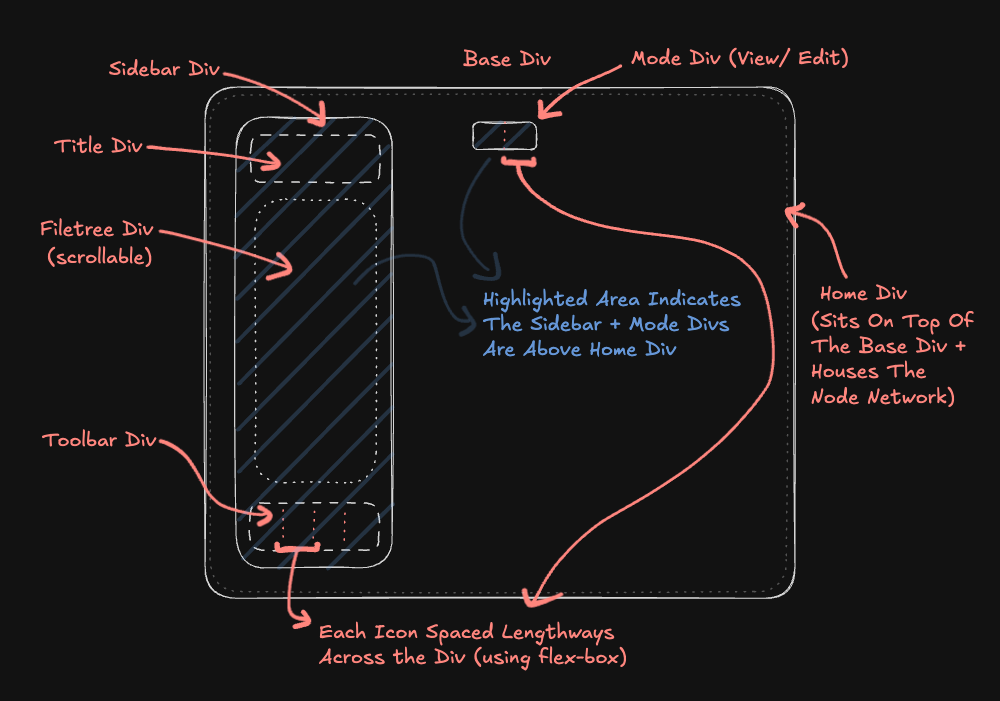 Base Div
Mode Div (View/ Edit)
Sidebar Div
Title Div
Filetree Div
(scrollable)
Highlighted Area Indicates
The Sidebar + Mode Divs
Are Above Home Div
Home Div
(Sits On Top Of
The Base Div +
Houses The
Node Network)
Toolbar Div
Each Icon Spaced Lengthways
Across the Div (using flex-box)